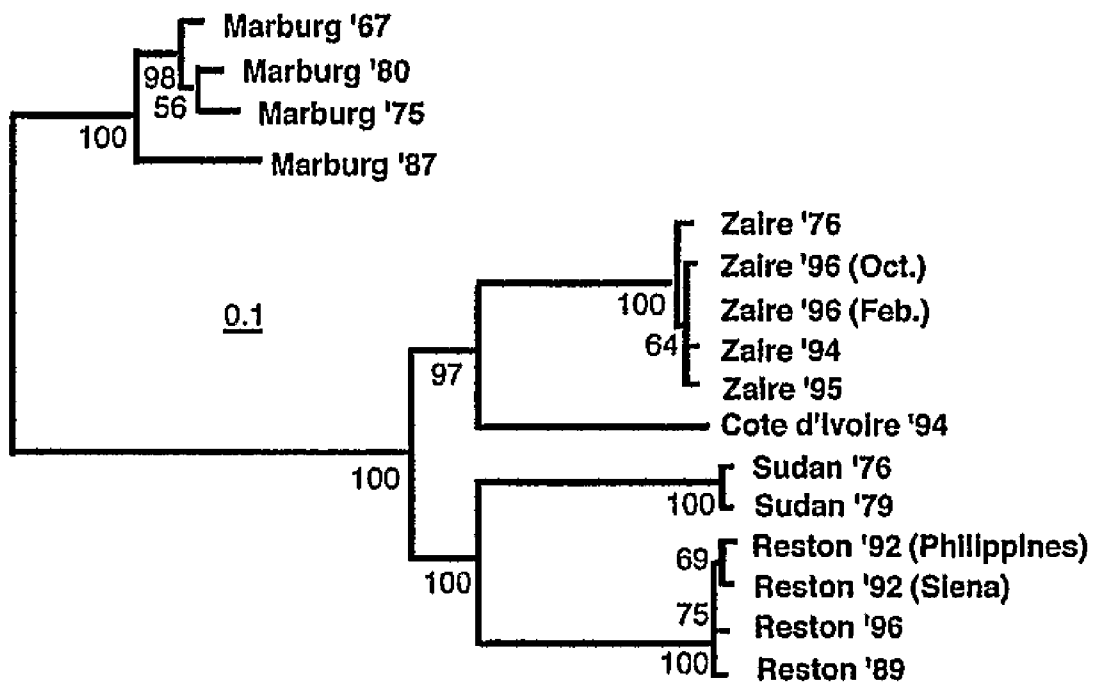 Marburg '67
98
Marburg '80
56
Marburg '75
100
Marburg '87
Zaire '76
Zaire '96 (Oct.)
100
Zaire '96 (Feb.)
0.1
64
Zaire '94
97
Zaire '95
Cote d'Ivoire '94
100
Sudan '76
100
Sudan '79
Reston '92 (Philippines)
69
100
Reston '92 (Siena)
75
Reston '96
100
Reston '89